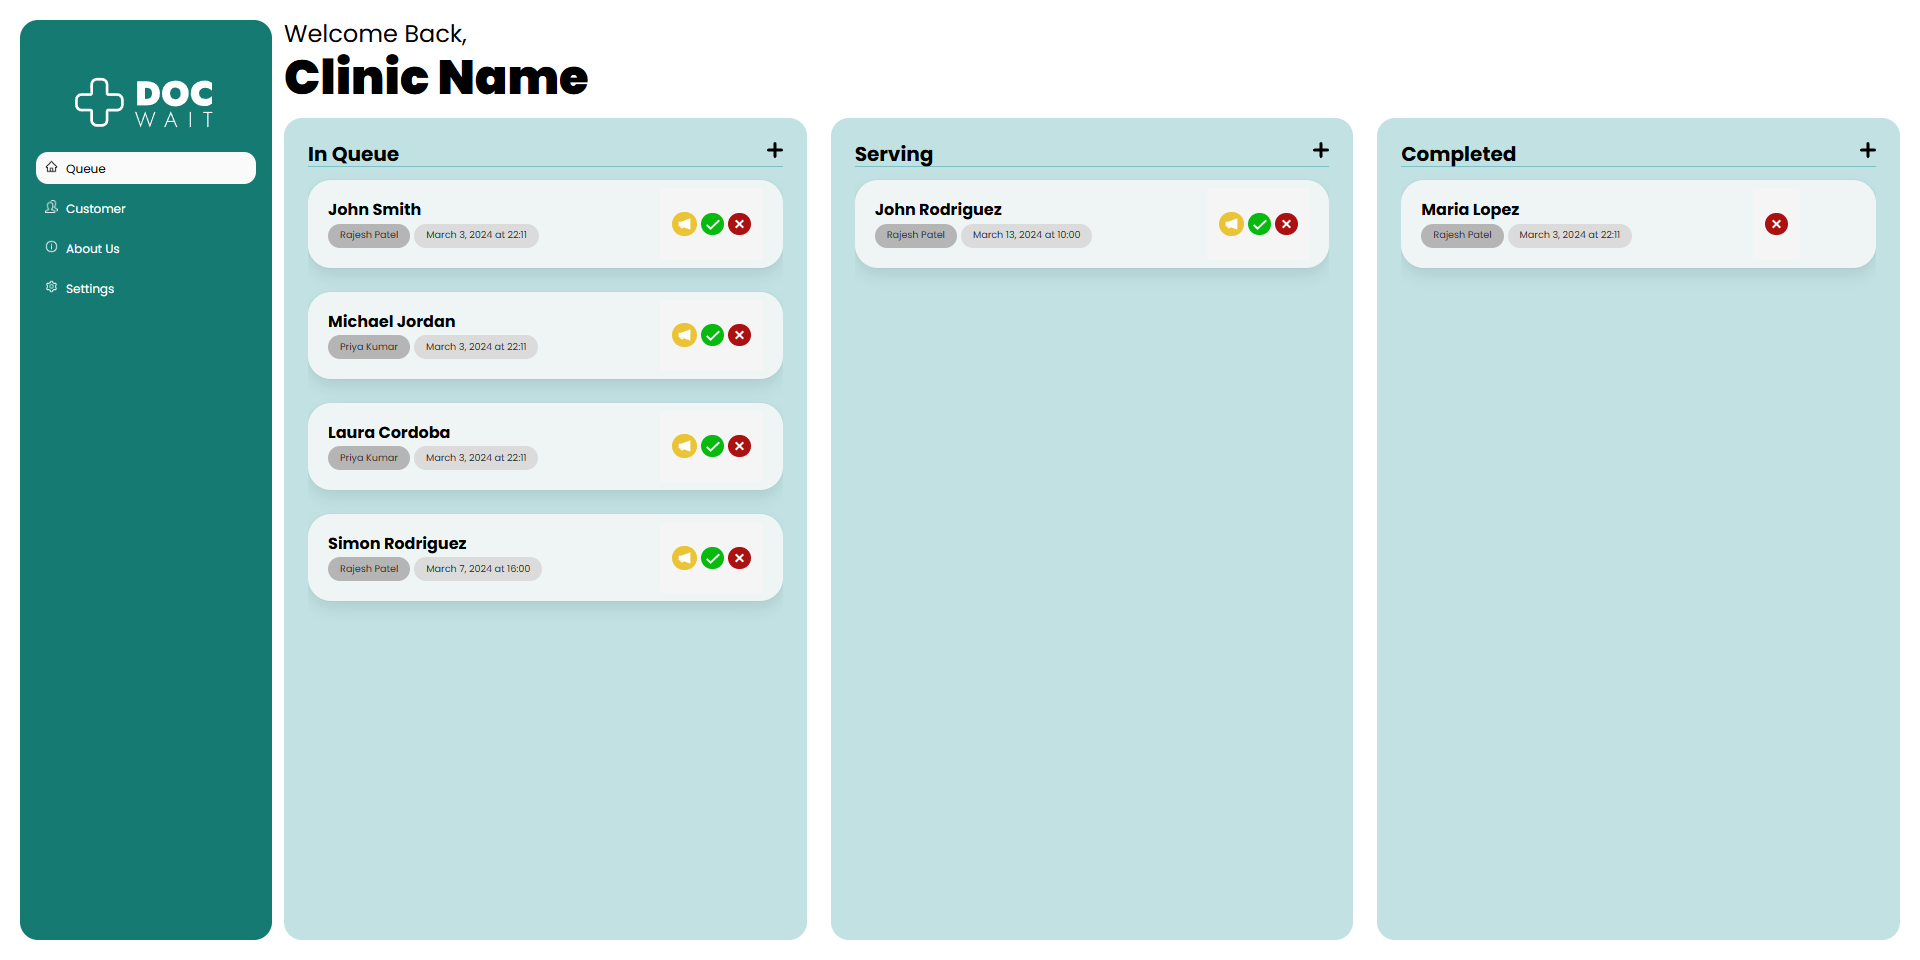 DOC
WAIT
Queue
Customer
About Us
Settings
Welcome Back,
Clinic Name
In Queue
John Smith
Rajesh Patel March 3, 2024 at 22:11
Michael Jordan
Priya Kumar March 3, 2024 at 22:11
Laura Cordoba
Priya Kumar March 3, 2024 at 22:11
Simon Rodriguez
Rajesh Patel March 7, 2024 at 16:00
Serving
John Rodriguez
Rajesh Patel March 13, 2024 at 10:00
Completed
Maria Lopez
Rajesh Patel March 3, 2024 at 22:11